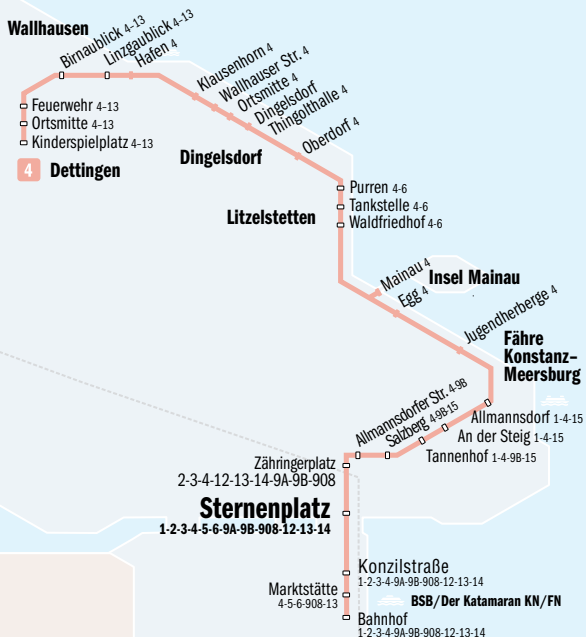 Wallhausen
Birnaublick 4-13
Linzgaublick 4-13
Hafen 4
Klausenhorn 4
Wallhauser Str. 4
Ortsmitte 4
Dingelsdorf
Thingolthalle 4
Oberdorf 4
Feuerwehr 4-13
Ortsmitte 4-13
Kinderspielplatz 4-13
4 Dettingen
Dingelsdorf
Purren 4-6
Tankstelle 4-6
Waldfriedhof 4-6
Litzelstetten
Mainau 4
Insel Mainau
Egg 4
Jugendherberge 4
Fähre
Konstanz–
Meersburg
Allmannsdorfer Str. 4-9B
Salzberg 4-9B-15
Allmannsdorf 1-4-15
An der Steig 1-4-15
Tannenhof 1-4-9B-15
Zähringerplatz
2-3-4-12-13-14-9A-9B-908
Sternenplatz
1-2-3-4-5-6-9A-9B-908-12-13-14
Konzilstraße
1-2-3-4-9A-9B-908-12-13-14
Marktstätte
4-5-6-908-13
BSB/Der Katamaran KN/FN
Bahnhof
1-2-3-4-9A-9B-908-12-13-14